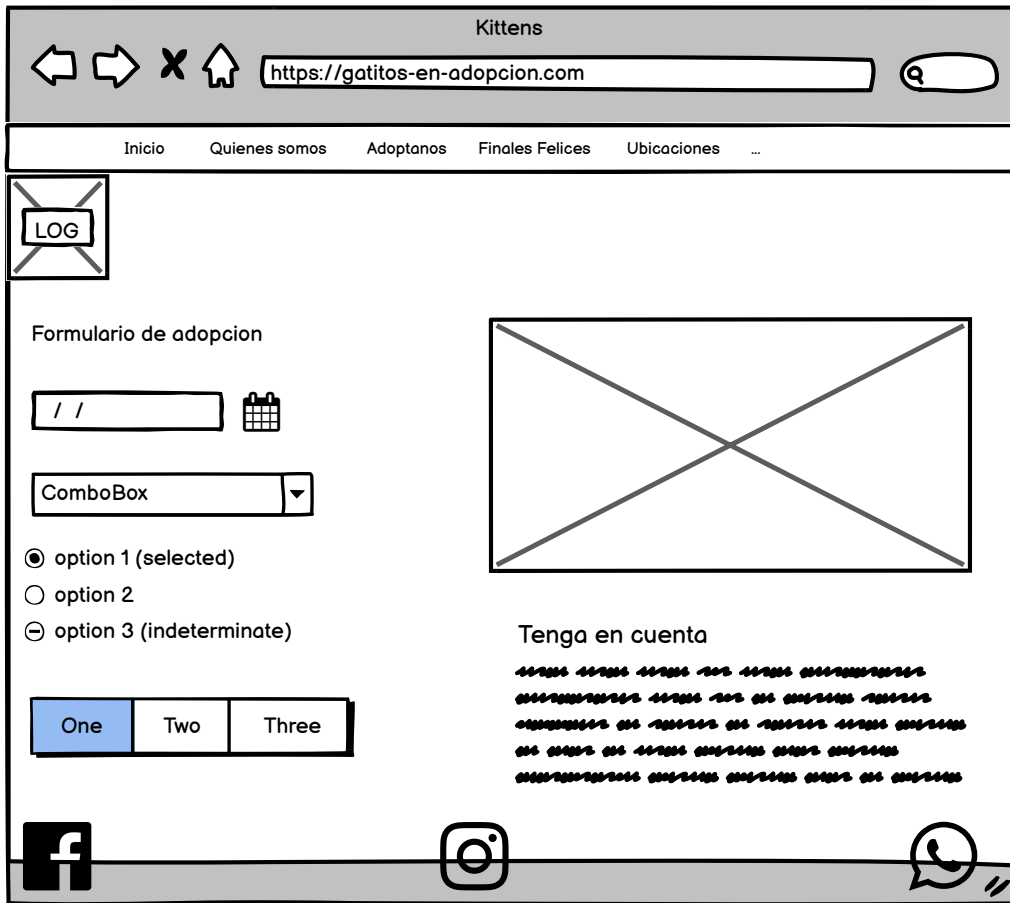 Kittens
https://gatitos-en-adopcion.com
Inicio Quienes somos Adoptanos Finales Felices Ubicaciones ...
LOG
Formulario de adopcion
/ /
ComboBox
option 1 (selected)
option 2
option 3 (indeterminate)
One Two Three
Tenga en cuenta